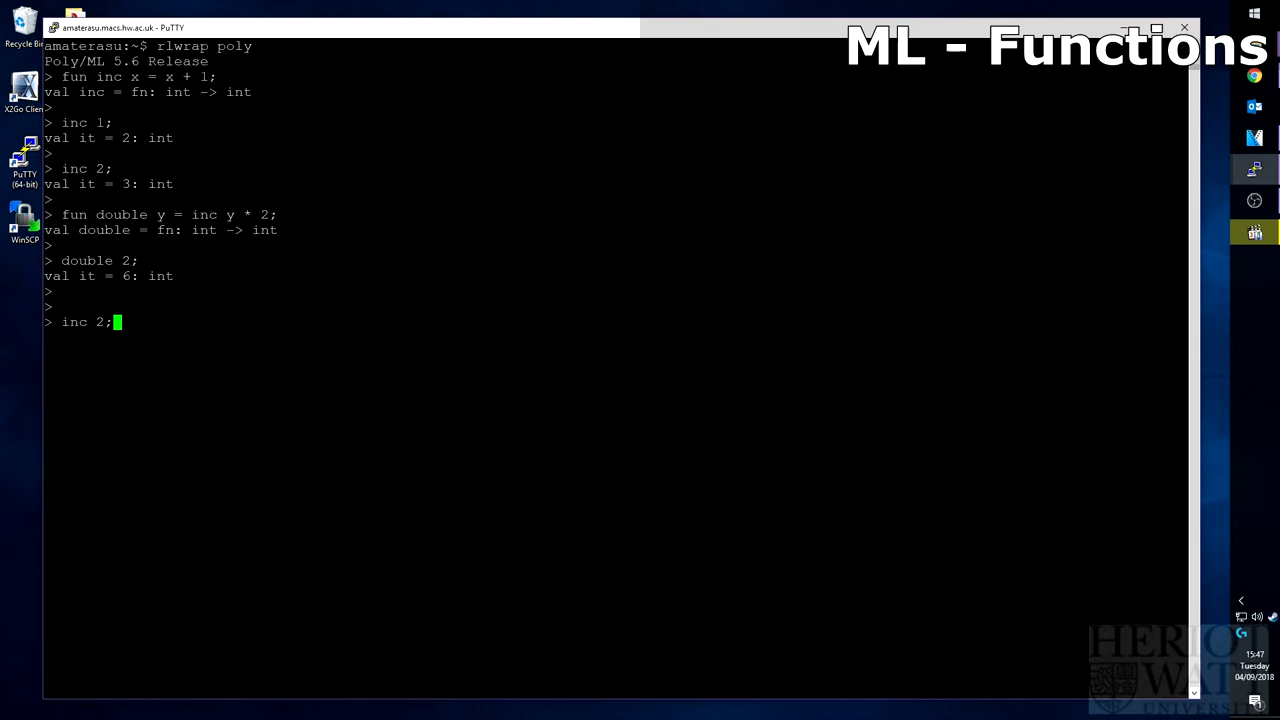 Recycle Bin
X2Go Client
PuTTY
(64-bit)
WinSCP
amaterasu.macs.hw.ac.uk - PuTTY
ML - Functions
amaterasu:~$ rlwrap poly
Poly/ML 5.6 Release
> fun inc x = x + 1;
val inc = fn: int -> int
>
> inc 1;
val it = 2: int
>
> inc 2;
val it = 3: int
>
> fun double y = inc y * 2;
val double = fn: int -> int
>
> double 2;
val it = 6: int
>
>
> inc 2;
15:47
Tuesday
04/09/2018
HERIOT
WATT
UNIVERSITY